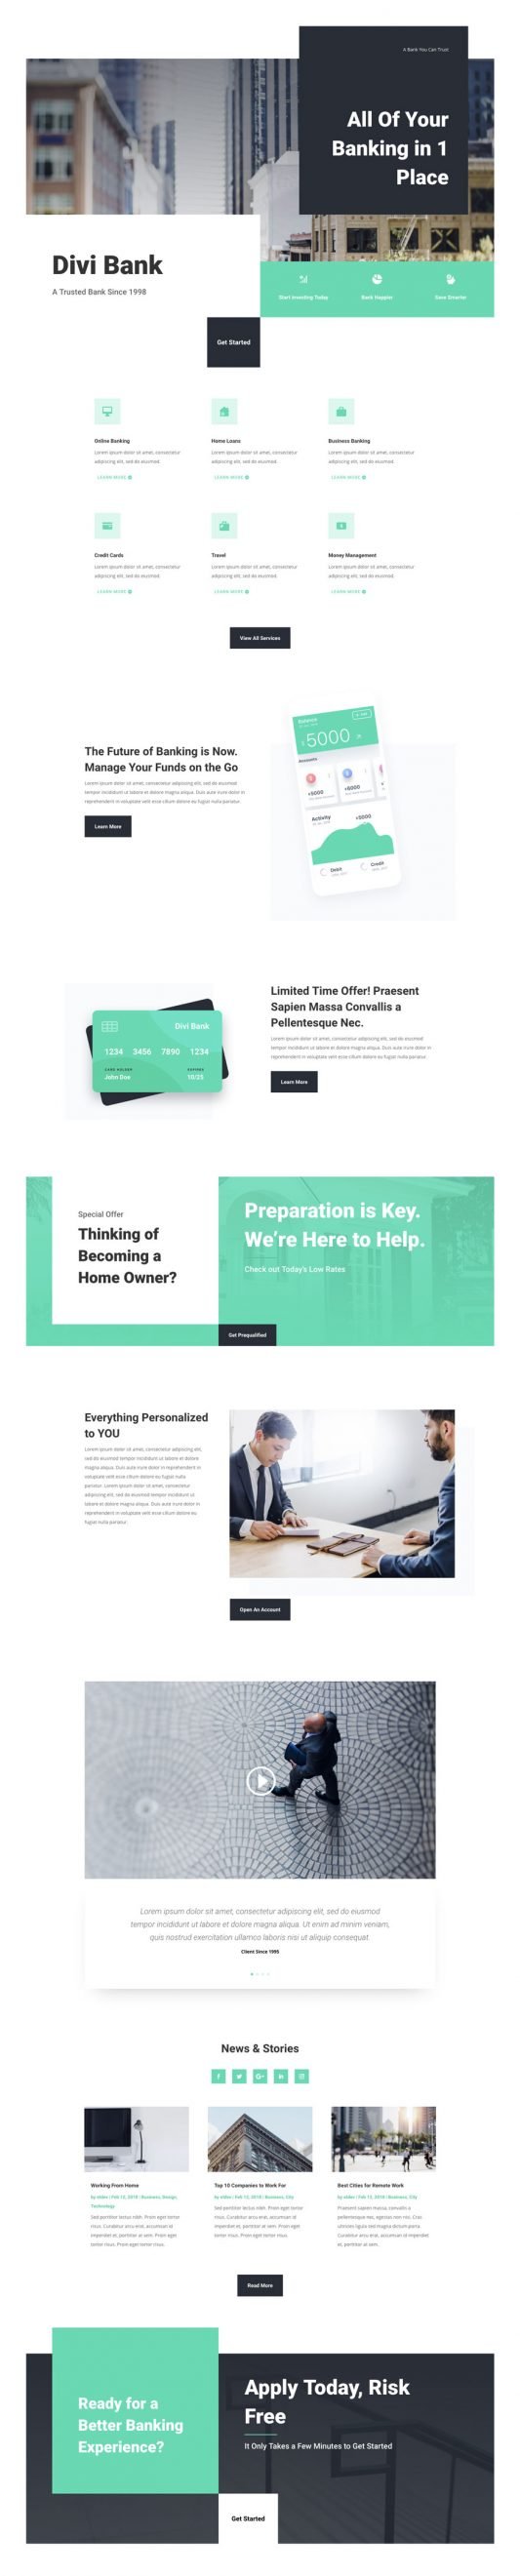 A Bank You Can Trust
All Of Your
Banking in 1
Place
Divi Bank
A Trusted Bank Since 1998
Start Investing Today
Bank Happier
Save Smarter
Get Started
Online Banking
Lorem ipsum dolor sit amet, consectetur
adipiscing elit, sed do eiusmod.
LEARN MORE
Home Loans
Lorem ipsum dolor sit amet, consectetur
adipiscing elit, sed do eiusmod.
LEARN MORE
Business Banking
Lorem ipsum dolor sit amet, consectetur
adipiscing elit, sed do eiusmod.
LEARN MORE
Credit Cards
Lorem ipsum dolor sit amet, consectetur
adipiscing elit, sed do eiusmod.
LEARN MORE
Travel
Lorem ipsum dolor sit amet, consectetur
adipiscing elit, sed do eiusmod.
LEARN MORE
Money Management
Lorem ipsum dolor sit amet, consectetur
adipiscing elit, sed do eiusmod.
LEARN MORE
View All Services
The Future of Banking is Now.
Manage Your Funds on the Go
Lorem ipsum dolor sit amet, consectetur adipiscing elit, sed do eiusmod
tempor incididunt ut labore et dolore magna aliqua. Duis aute irure dolor in
reprehenderit in voluptate velit esse cillum dolore eu fugiat nulla pariatur.
Learn More
Balance
$5000
Accounts
+5000
+4000
Activity
+5000
Debit
Credit
Divi Bank
1234 3456 7890 1234
CARD HOLDER
John Doe
EXPIRES
10/25
Limited Time Offer! Praesent
Sapien Massa Convallis a
Pellentesque Nec.
Lorem ipsum dolor sit amet, consectetur adipiscing elit, sed do eiusmod
tempor incididunt ut labore et dolore magna aliqua. Duis aute irure dolor in
reprehenderit in voluptate velit esse cillum dolore eu fugiat nulla pariatur.
Learn More
Special Offer
Thinking of
Becoming a
Home Owner?
Preparation is Key.
We're Here to Help.
Check out Today's Low Rates
Get Prequalified
Everything Personalized
to YOU
Lorem ipsum dolor sit amet, consectetur adipiscing elit,
sed do eiusmod tempor incididunt ut labore et dolore
magna aliqua. Duis aute irure dolor in reprehenderit in
voluptate velit esse cillum dolore eu fugiat nulla
pariatur. Lorem ipsum dolor sit amet, consectetur
adipiscing elit, sed do eiusmod tempor incididunt ut
labore et dolore magna aliqua. Duis aute irure dolor in
reprehenderit in voluptate velit esse cillum dolore eu
fugiat nulla pariatur.
Open An Account
Lorem ipsum dolor sit amet, consectetur adipiscing elit, sed do eiusmod
tempor incididunt ut labore et dolore magna aliqua. Ut enim ad minim veniam,
quis nostrud exercitation ullamco laboris nisi ut aliquip consequat.
Client Since 1995
News & Stories
Working From Home
by eldav | Feb 12, 2018 | Business, Design,
Technology
Sed porttitor lectus nibh. Proin eget tortor
risus. Curabitur arcu erat, accumsan id
imperdiet et, porttitor at sem. Proin eget
tortor risus. Proin eget tortor risus.
Top 10 Companies to Work For
by eldav | Feb 12, 2018 | Business, City
Sed porttitor lectus nibh. Proin eget tortor
risus. Curabitur arcu erat, accumsan id
imperdiet et, porttitor at sem. Proin eget
tortor risus. Proin eget tortor risus.
Best Cities for Remote Work
by eldav | Feb 12, 2018 | Business, City
Praesent sapien massa, convallis a
pellentesque nec, egestas non nisi. Cras
ultricies ligula sed magna dictum porta.
Curabitur arcu erat, accumsan id imperdiet
et, porttitor at sem.
Read More
Ready for a
Better Banking
Experience?
Apply Today, Risk
Free
It Only Takes a Few Minutes to Get Started
Get Started